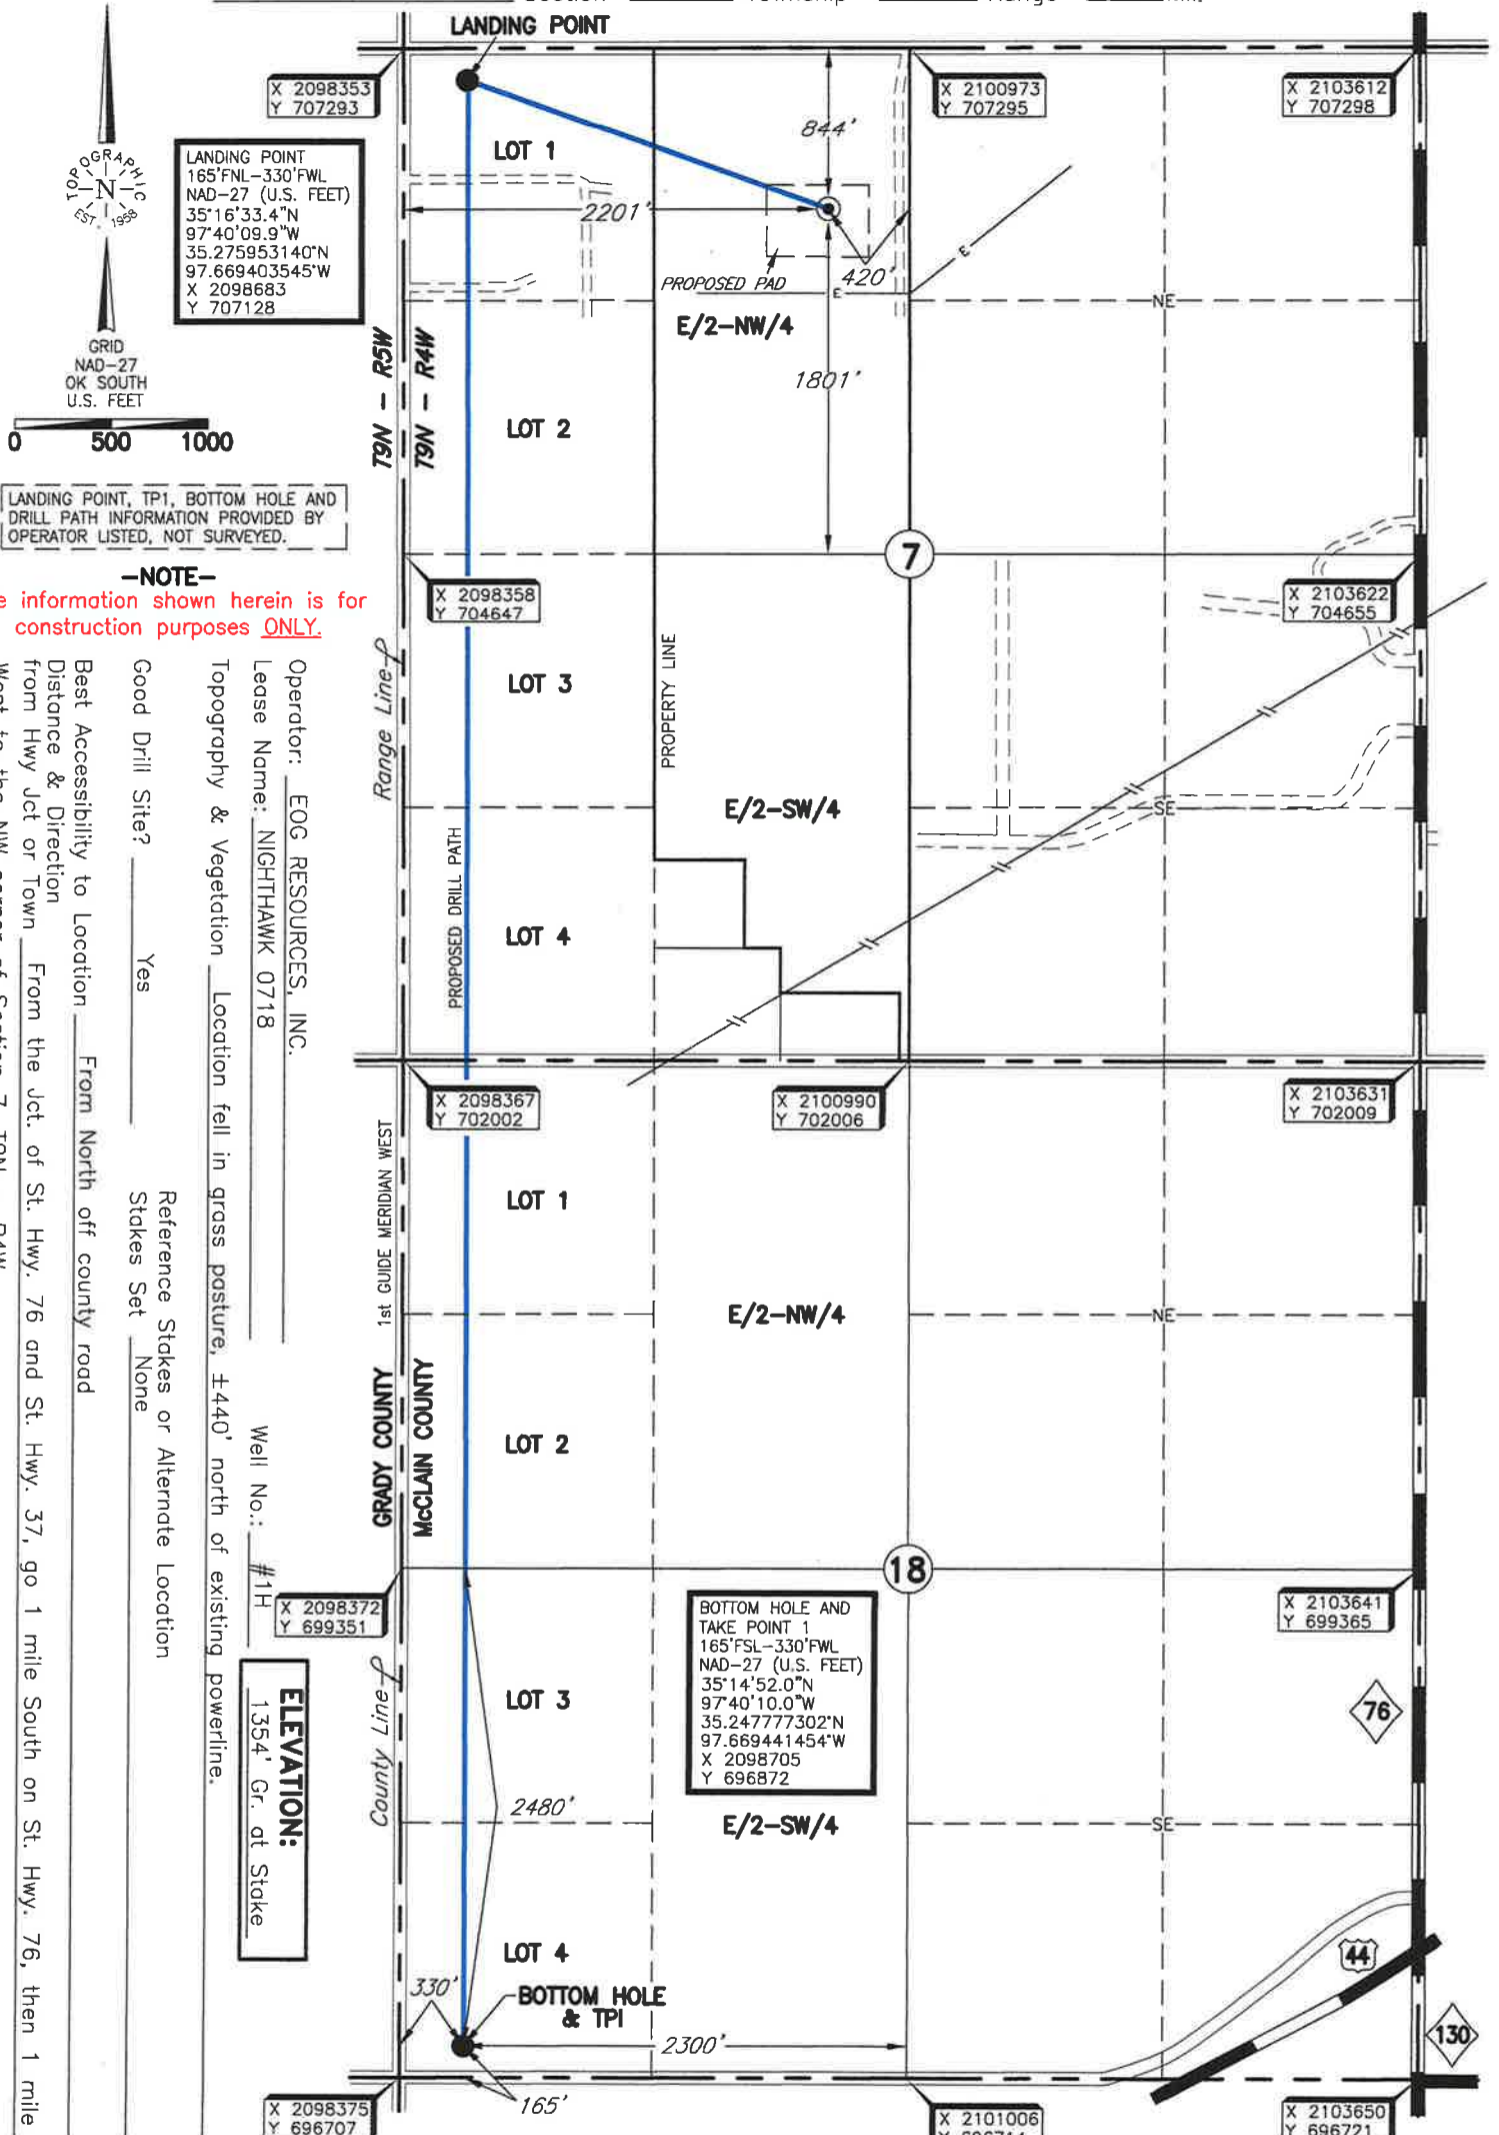 LANDING POINT
X 2098353
Y 707293
X 2100973
Y 707295
X 2103612
Y 707298
TOPOGRAPHIC
N
EST. 1958
LANDING POINT
165'FNL-330'FWL
NAD-27 (U.S. FEET)
35°16'33.4"N
97°40'09.9"W
35.275953140°N
97.669403545°W
X 2098683
Y 707128
GRID
NAD-27
OK SOUTH
U.S. FEET
0 500 1000
LOT 1
844'
2201'
420'
PROPOSED PAD
E
E
NE
E/2-NW/4
1801'
T9N - R5W
T9N - R4W
LOT 2
LANDING POINT, TP1, BOTTOM HOLE AND
DRILL PATH INFORMATION PROVIDED BY
OPERATOR LISTED, NOT SURVEYED.
-NOTE-
information shown herein is for
construction purposes ONLY.
7
X 2098358
Y 704647
X 2103622
Y 704655
Range Line
LOT 3
PROPERTY LINE
E/2-SW/4
SE
PROPOSED DRILL PATH
LOT 4
X 2098367
Y 702002
X 2100990
Y 702006
X 2103631
Y 702009
1st GUIDE MERIDIAN WEST
LOT 1
E/2-NW/4
NE
GRADY COUNTY
McCLAIN COUNTY
LOT 2
18
X 2098372
Y 699351
X 2103641
Y 699365
BOTTOM HOLE AND
TAKE POINT 1
165'FSL-330'FWL
NAD-27 (U.S. FEET)
35°14'52.0"N
97°40'10.0"W
35.247777302°N
97.669441454°W
X 2098705
Y 696872
LOT 3
76
County Line
2480'
E/2-SW/4
SE
LOT 4
44
330'
BOTTOM HOLE
& TP1
2300'
130
165'
X 2098375
Y 696707
X 2101006
X 2103650
Y 696721
Operator: EOG RESOURCES, INC.
Lease Name: NIGHTHAWK 0718 Well No.: #1H
ELEVATION:
1354' Gr. at Stake
Topography & Vegetation Location fell in grass pasture, ±440' north of existing powerline.
Reference Stakes or Alternate Location
Good Drill Site? Yes Stakes Set None
Best Accessibility to Location From North off county road
Distance & Direction
from Hwy Jct or Town From the Jct. of St. Hwy. 76 and St. Hwy. 37, go 1 mile South on St. Hwy. 76, then 1 mile